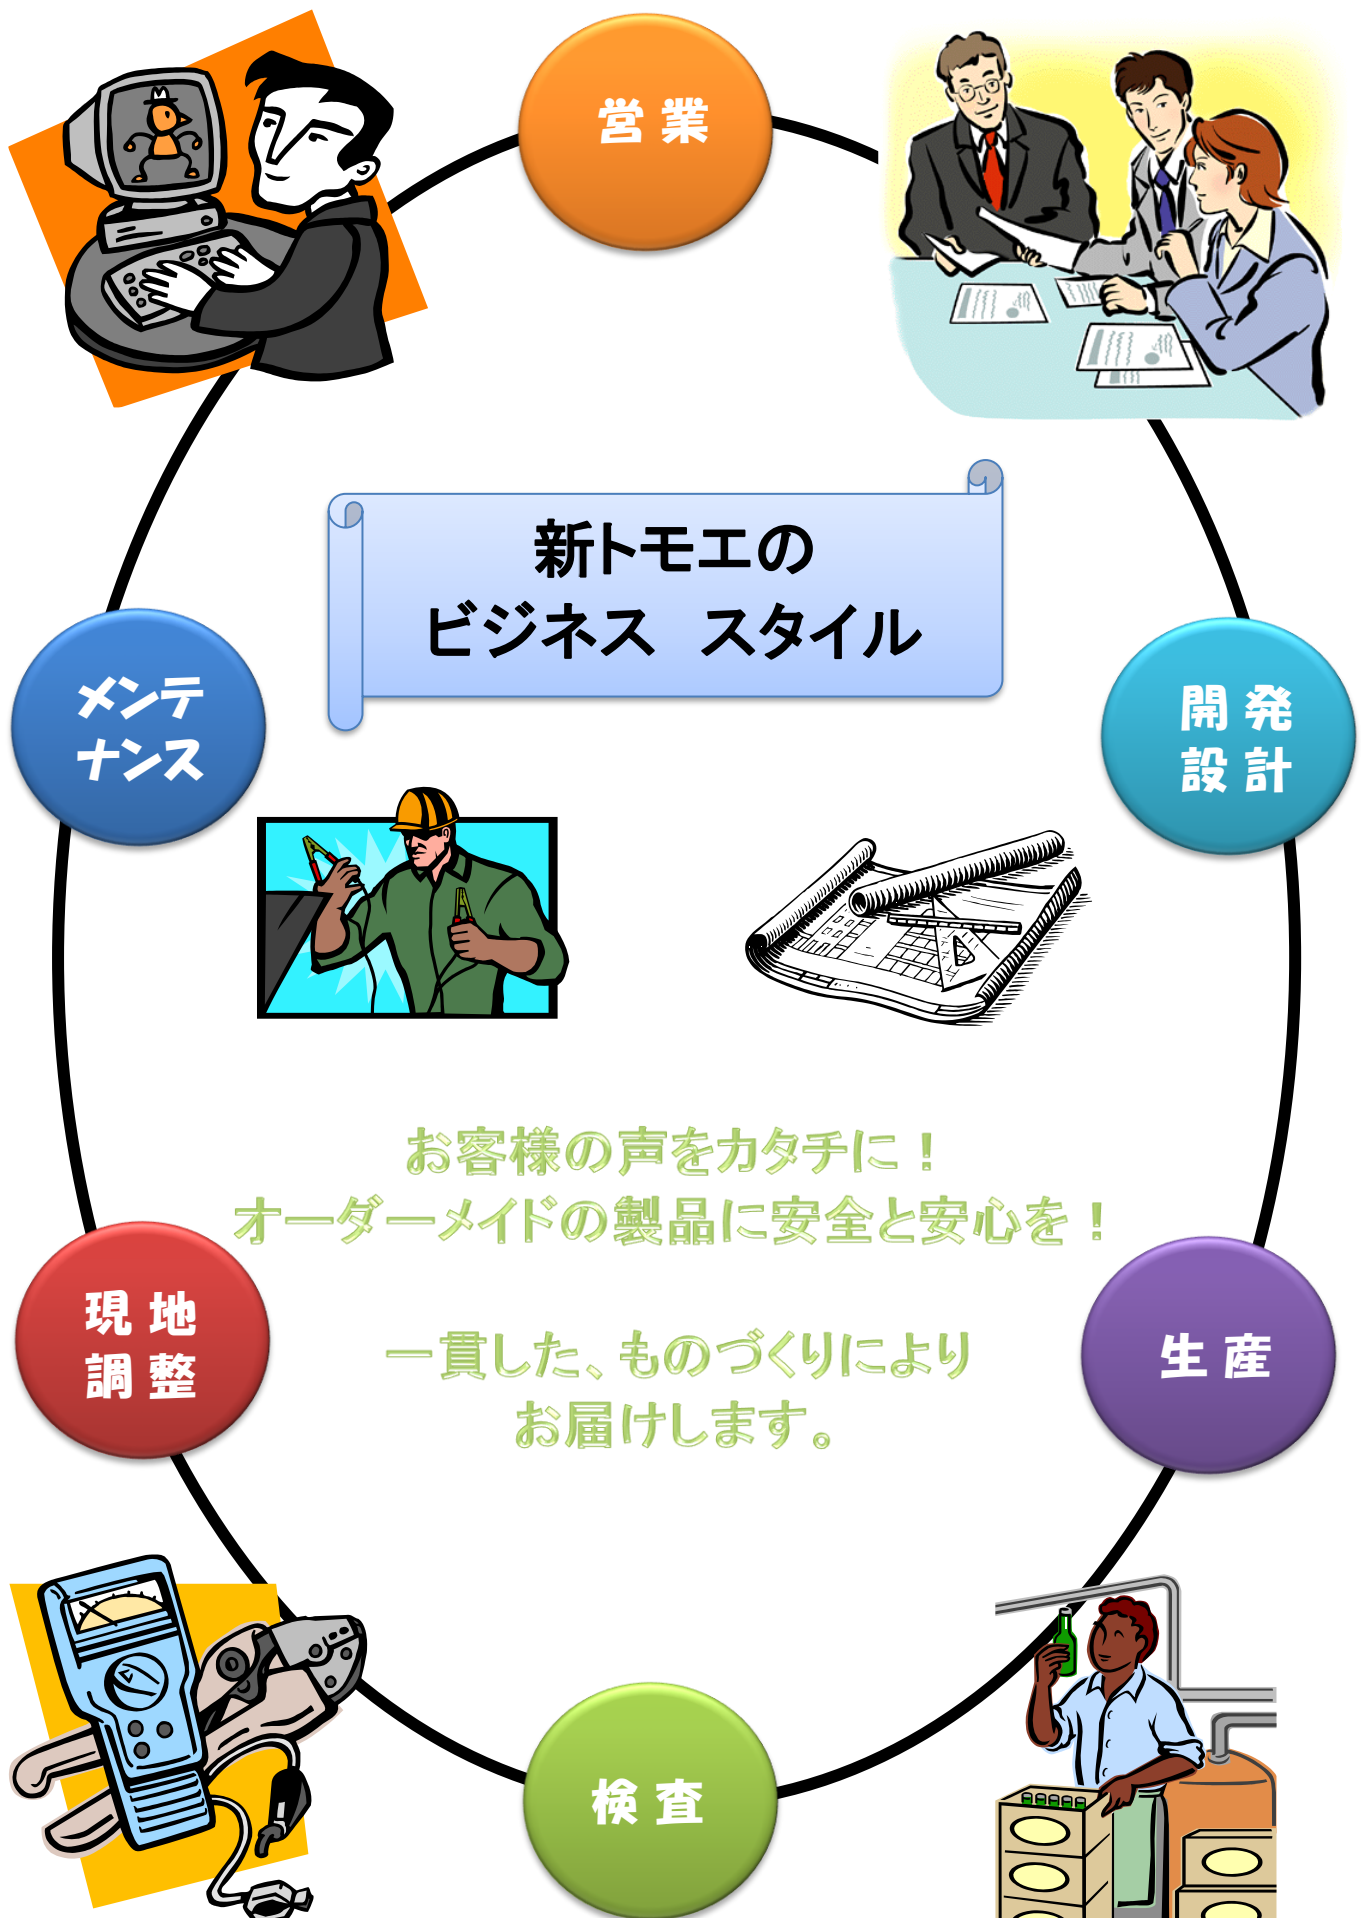 営業
新トモエの
ビジネス　スタイル
メンテ
ナンス
開発
設計
お客様の声をカタチに！
オーダーメイドの製品に安全と安心を！
現地
調整
一貫した、ものづくりにより
お届けします。
生産
検査